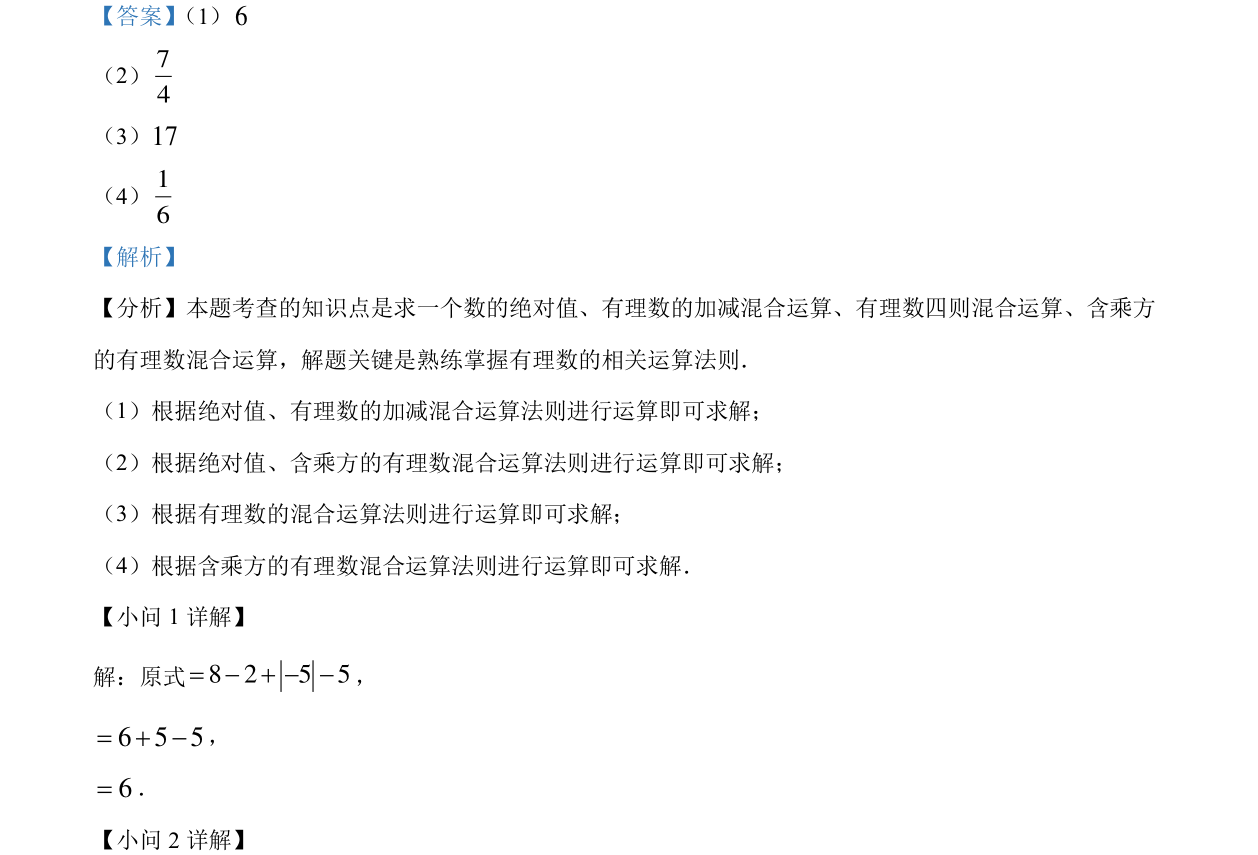 【答案】（1）6
（2）7/4
（3）17
（4）1/6
【解析】
【分析】本题考查的知识点是求一个数的绝对值、有理数的加减混合运算、有理数四则混合运算、含乘方
的有理数混合运算，解题关键是熟练掌握有理数的相关运算法则．
（1）根据绝对值、有理数的加减混合运算法则进行运算即可求解；
（2）根据绝对值、含乘方的有理数混合运算法则进行运算即可求解；
（3）根据有理数的混合运算法则进行运算即可求解；
（4）根据含乘方的有理数混合运算法则进行运算即可求解．
【小问 1 详解】
解：原式=8−2+|−5|−5，
=6+5−5，
=6．
【小问 2 详解】